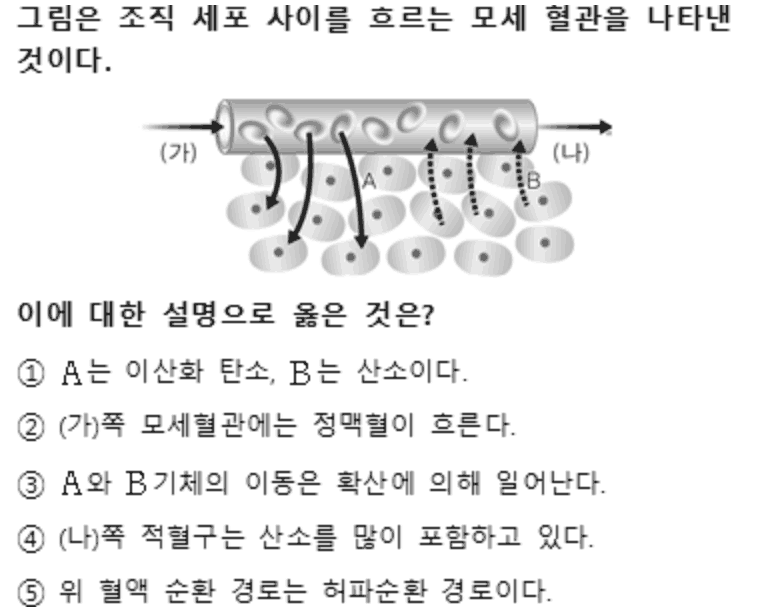 그림은 조직 세포 사이를 흐르는 모세 혈관을 나타낸
것이다.
(가)
(나)
A
B
이에 대한 설명으로 옳은 것은?
① A는 이산화 탄소, B는 산소이다.
② (가)쪽 모세혈관에는 정맥혈이 흐른다.
③ A와 B기체의 이동은 확산에 의해 일어난다.
④ (나)쪽 적혈구는 산소를 많이 포함하고 있다.
⑤ 위 혈액 순환 경로는 허파순환 경로이다.